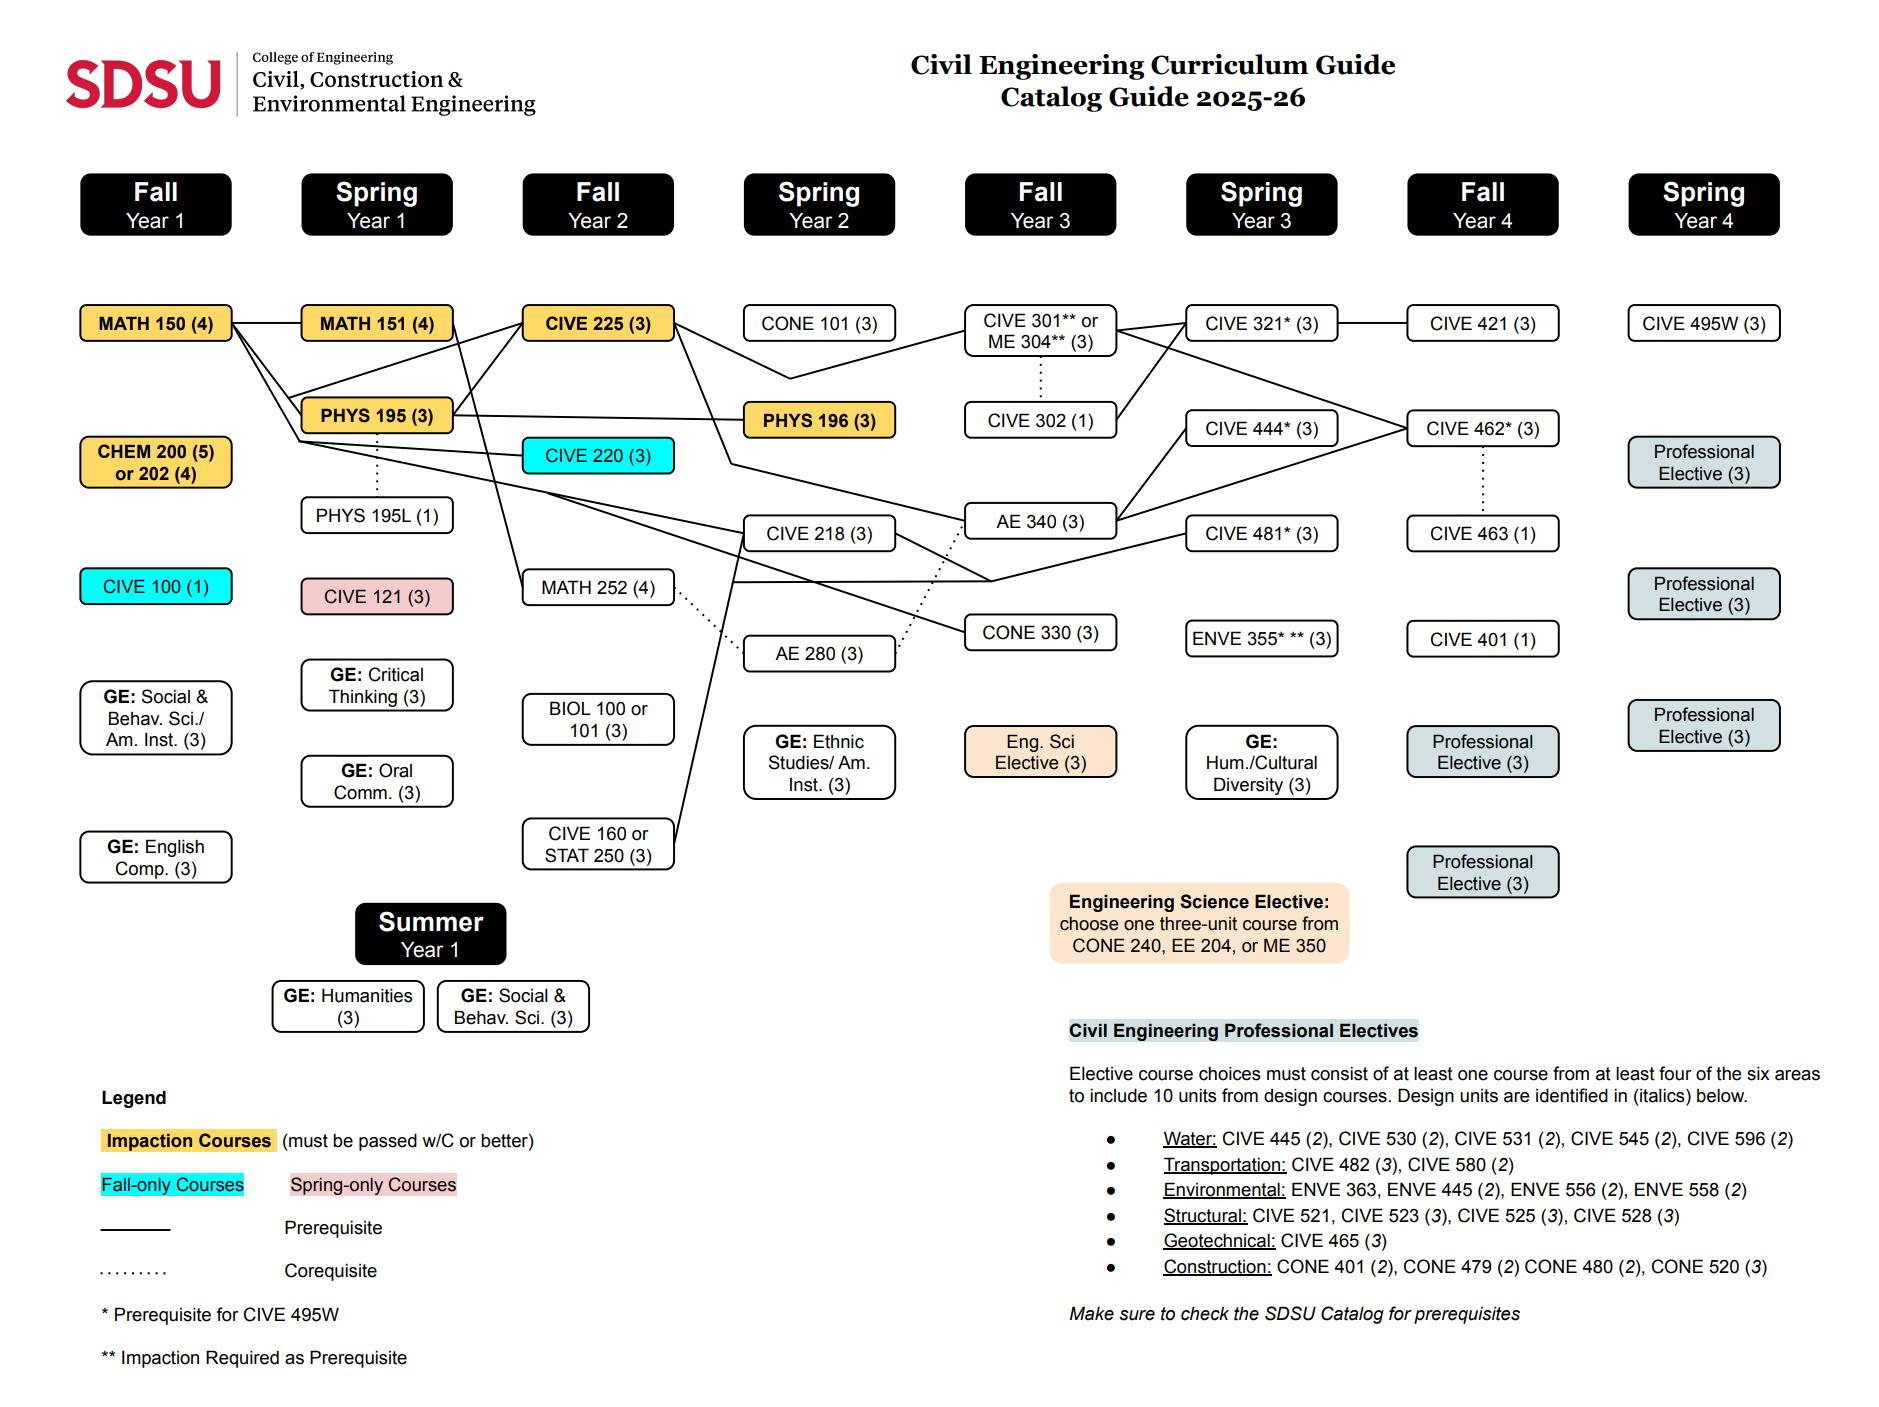 SDSU
College of Engineering
Civil, Construction &
Environmental Engineering
Civil Engineering Curriculum Guide
Catalog Guide 2025-26
Fall
Year 1
Spring
Year 1
Fall
Year 2
Spring
Year 2
Fall
Year 3
Spring
Year 3
Fall
Year 4
Spring
Year 4
MATH 150 (4)
CHEM 200 (5)
or 202 (4)
CIVE 100 (1)
GE: Social &
Behav. Sci./
Am. Inst. (3)
GE: English
Comp. (3)
MATH 151 (4)
PHYS 195 (3)
PHYS 195L (1)
CIVE 121 (3)
GE: Critical
Thinking (3)
GE: Oral
Comm. (3)
Summer
Year 1
GE: Humanities
(3)
GE: Social &
Behav. Sci. (3)
CIVE 225 (3)
CIVE 220 (3)
MATH 252 (4)
BIOL 100 or
101 (3)
CIVE 160 or
STAT 250 (3)
CONE 101 (3)
PHYS 196 (3)
CIVE 218 (3)
AE 280 (3)
GE: Ethnic
Studies/ Am.
Inst. (3)
CIVE 301** or
ME 304** (3)
CIVE 302 (1)
AE 340 (3)
CONE 330 (3)
Eng. Sci
Elective (3)
CIVE 321* (3)
CIVE 444* (3)
CIVE 481* (3)
ENVE 355* ** (3)
GE:
Hum./Cultural
Diversity (3)
CIVE 421 (3)
CIVE 462* (3)
CIVE 463 (1)
CIVE 401 (1)
Professional
Elective (3)
Professional
Elective (3)
CIVE 495W (3)
Professional
Elective (3)
Professional
Elective (3)
Professional
Elective (3)
Engineering Science Elective:
choose one three-unit course from
CONE 240, EE 204, or ME 350
Legend
Impaction Courses (must be passed w/C or better)
Fall-only Courses Spring-only Courses
Prerequisite
Corequisite
* Prerequisite for CIVE 495W
** Impaction Required as Prerequisite
Civil Engineering Professional Electives
Elective course choices must consist of at least one course from at least four of the six areas
to include 10 units from design courses. Design units are identified in (italics) below.
● Water: CIVE 445 (2), CIVE 530 (2), CIVE 531 (2), CIVE 545 (2), CIVE 596 (2)
● Transportation: CIVE 482 (3), CIVE 580 (2)
● Environmental: ENVE 363, ENVE 445 (2), ENVE 556 (2), ENVE 558 (2)
● Structural: CIVE 521, CIVE 523 (3), CIVE 525 (3), CIVE 528 (3)
● Geotechnical: CIVE 465 (3)
● Construction: CONE 401 (2), CONE 479 (2) CONE 480 (2), CONE 520 (3)
Make sure to check the SDSU Catalog for prerequisites